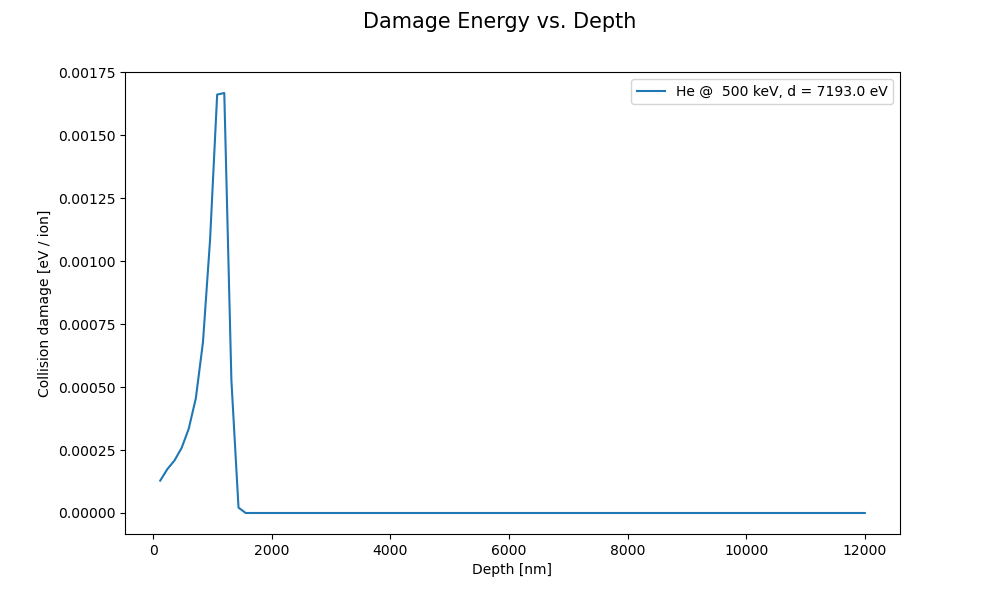 Damage Energy vs. Depth
He @  500 keV, d = 7193.0 eV
Collision damage [eV / ion]
0.00175
0.00150
0.00125
0.00100
0.00075
0.00050
0.00025
0.00000
0 2000 4000 6000 8000 10000 12000
Depth [nm]